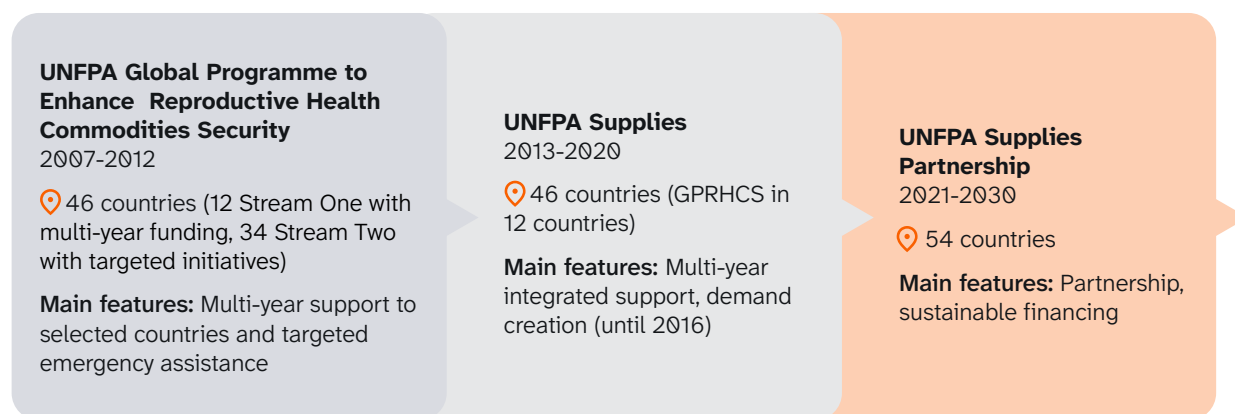 UNFPA Global Programme to
Enhance  Reproductive Health
Commodities Security
2007-2012
46 countries (12 Stream One with
multi-year funding, 34 Stream Two
with targeted initiatives)
Main features: Multi-year support to
selected countries and targeted
emergency assistance
UNFPA Supplies
2013-2020
46 countries (GPRHCS in
12 countries)
Main features: Multi-year
integrated support, demand
creation (until 2016)
UNFPA Supplies
Partnership
2021-2030
54 countries
Main features: Partnership,
sustainable financing